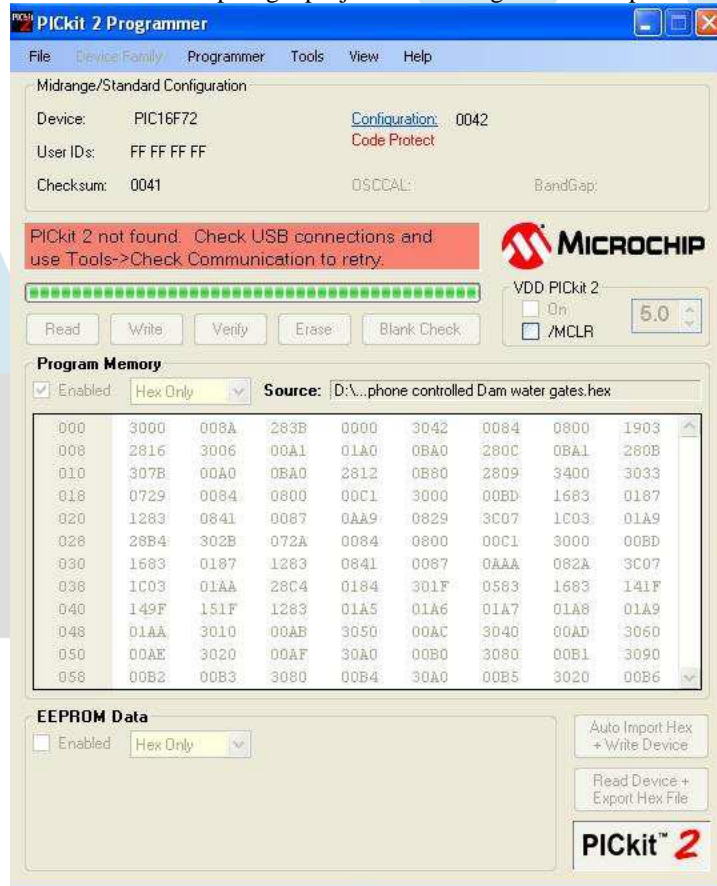 PICkit 2 Programmer
File Device Family Programmer Tools View Help
Midrange/Standard Configuration
Device: PIC16F72 Configuration: 0042
Code Protect
User IDs: FF FF FF FF
Checksum: 0041 OSCCAL: BandGap:
PICkit 2 not found. Check USB connections and
use Tools->Check Communication to retry.
MICROCHIP
VDD PICkit 2
On
/MCLR
5.0
Read Write Verify Erase Blank Check
Program Memory
Enabled Hex Only Source: D:\...phone controlled Dam water gates.hex
000 3000 008A 283B 0000 3042 0084 0800 1903
008 2816 3006 00A1 01A0 0BA0 280C 0BA1 280B
010 307B 00A0 0BA0 2812 0B80 2809 3400 3033
018 0729 0084 0800 00C1 3000 00BD 1683 0187
020 1283 0841 0087 0AA9 0829 3C07 1C03 01A9
028 28B4 302B 072A 0084 0800 00C1 3000 00BD
030 1683 0187 1283 0841 0087 0AAA 082A 3C07
038 1C03 01AA 28C4 0184 301F 0583 1683 141F
040 149F 151F 1283 01A5 01A6 01A7 01A8 01A9
048 01AA 3010 00AB 3050 00AC 3040 00AD 3060
050 00AE 3020 00AF 30A0 00B0 3080 00B1 3090
058 00B2 00B3 3080 00B4 30A0 00B5 3020 00B6
EEPROM Data
Enabled Hex Only
Auto Import Hex
+ Write Device
Read Device +
Export Hex File
PICkit™ 2